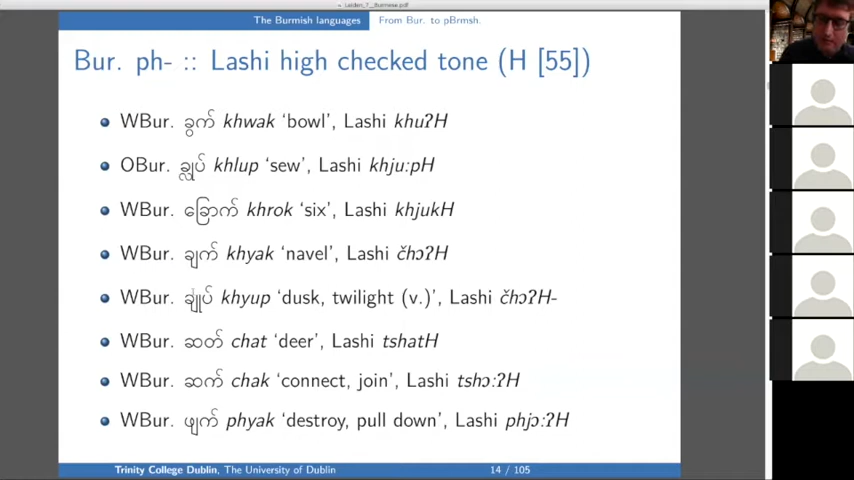 Leiden_7__Burmese.pdf
The Burmish languages From Bur. to pBrmsh.
Bur. ph- :: Lashi high checked tone (H [55])
WBur. ခွက် khwak ‘bowl’, Lashi khuʔH
OBur. ချ္လပ် khlup ‘sew’, Lashi khju:pH
WBur. ခြောက် khrok ‘six’, Lashi khjukH
WBur. ချက် khyak ‘navel’, Lashi čhɔʔH
WBur. ချုပ် khyup ‘dusk, twilight (v.)’, Lashi čhɔʔH-
WBur. ဆတ် chat ‘deer’, Lashi tshatH
WBur. ဆက် chak ‘connect, join’, Lashi tshɔ:ʔH
WBur. ဖျက် phyak ‘destroy, pull down’, Lashi phjɔ:ʔH
Trinity College Dublin, The University of Dublin 14 / 105